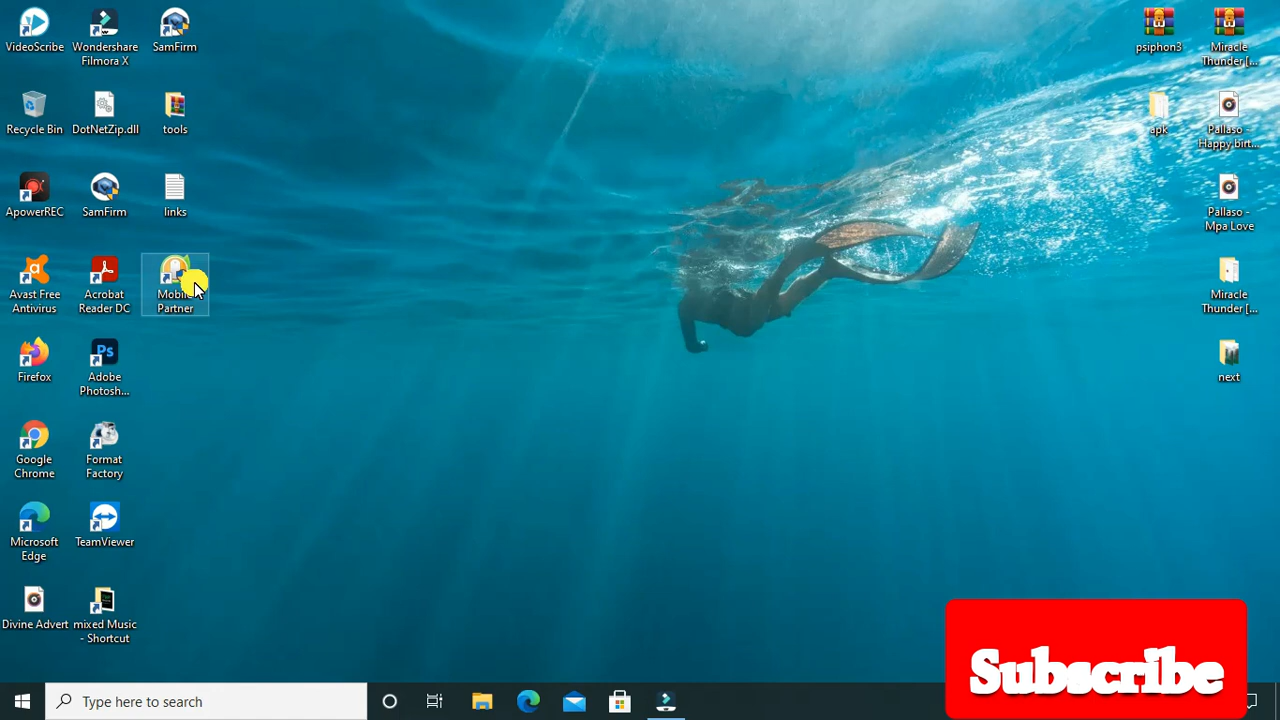 VideoScribe
Wondershare
Filmora X
SamFirm
psiphon3
Miracle
Thunder [...
Recycle Bin
DotNetZip.dll
tools
apk
Pallaso -
Happy birt...
ApowerREC
SamFirm
links
Pallaso -
Mpa Love
Avast Free
Antivirus
Acrobat
Reader DC
Mobile
Partner
Miracle
Thunder [...
Firefox
Ps
Adobe
Photosh...
next
Google
Chrome
Format
Factory
Microsoft
Edge
TeamViewer
Divine Advert
mixed Music
- Shortcut
Type here to search
Subscribe